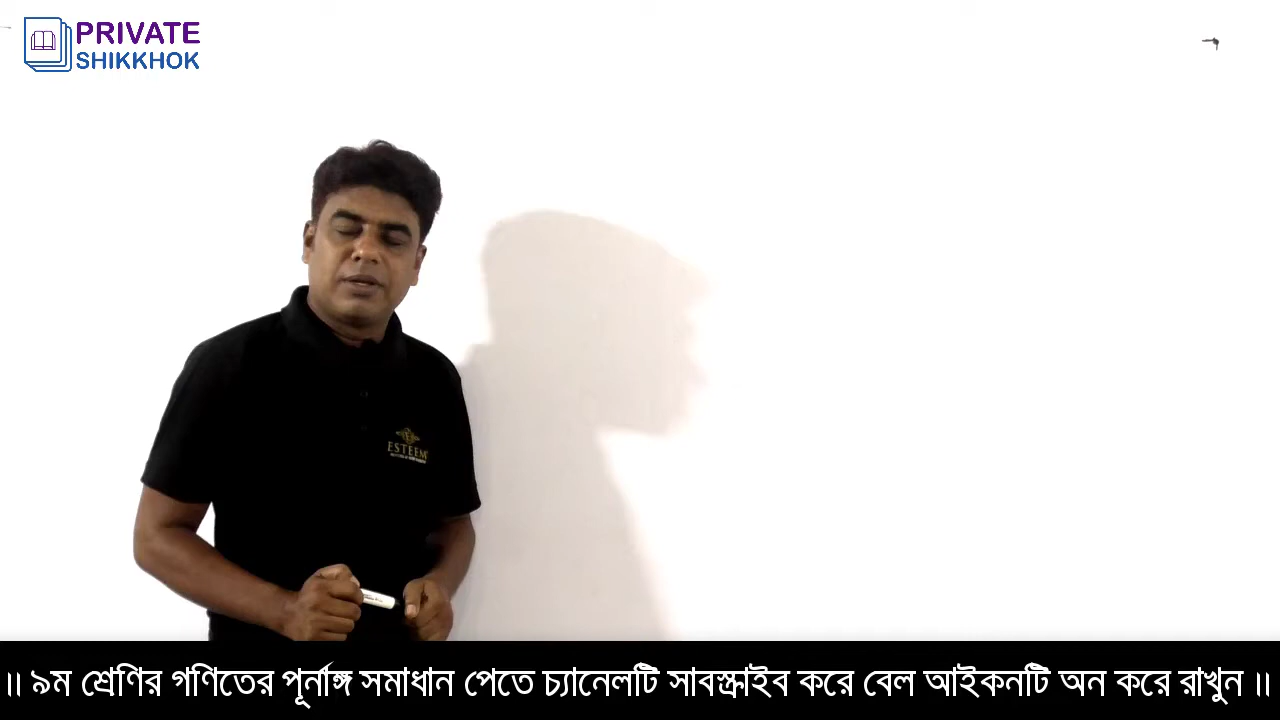 PRIVATE
SHIKKHOK
ESTEEM
॥ ৯ম শ্রেণির গণিতের পূর্নাঙ্গ সমাধান পেতে চ্যানেলটি সাবস্ক্রাইব করে বেল আইকনটি অন করে রাখুন ॥